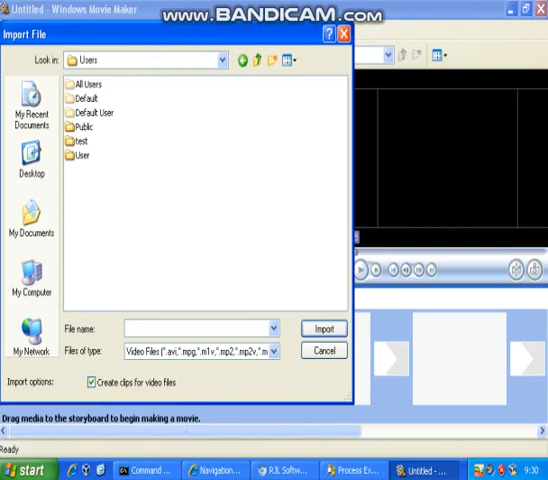 Untitled - Windows Movie Maker
www.BANDICAM.com
Import File
Look in:
Users
All Users
Default
Default User
Public
test
User
My Recent
Documents
Desktop
My Documents
My Computer
My Network
File name:
Import
Files of type:
Video Files (*.avi,*.mpg,*.m1v,*.mp2,*.mp2v,*.m
Cancel
Import options:
Create clips for video files
Drag media to the storyboard to begin making a movie.
Ready
start
Command ...
Navigation...
RJL Softw...
Process Ex...
Untitled - ...
9:30